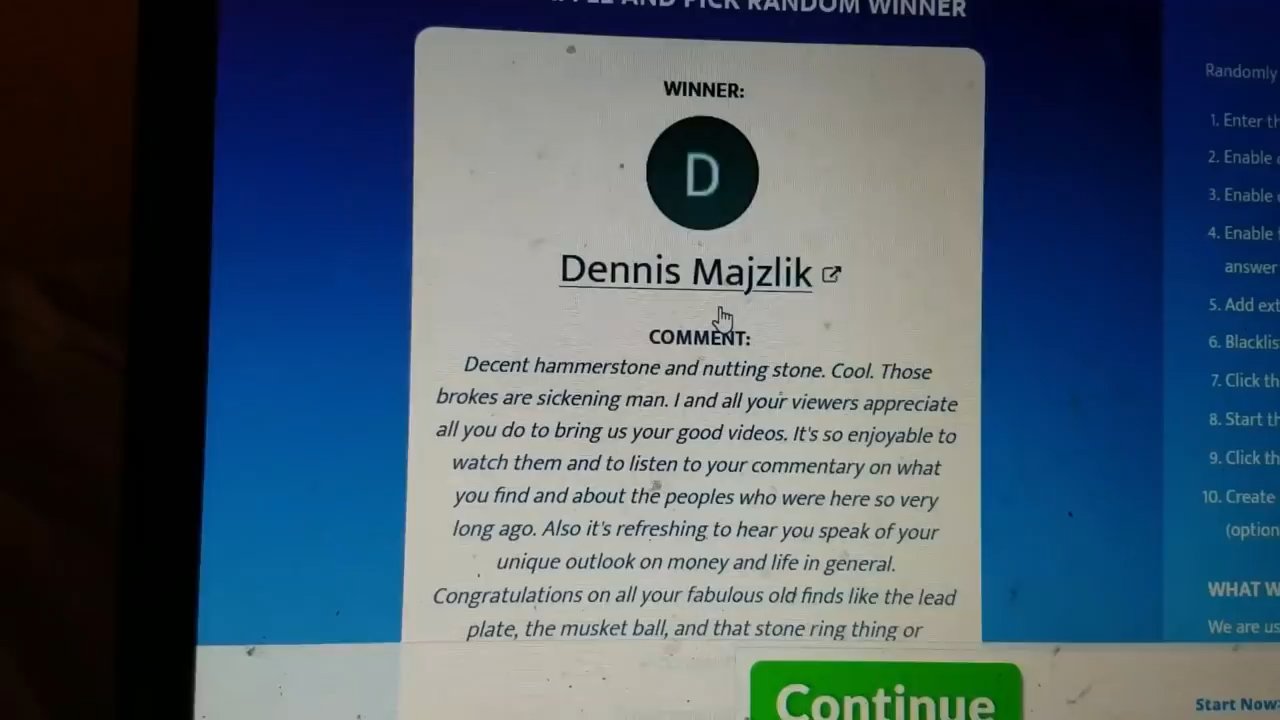 AND PICK RANDOM WINNER
WINNER:
D
Dennis Majzlik
COMMENT:
Decent hammerstone and nutting stone. Cool. Those
brokes are sickening man. I and all your viewers appreciate
all you do to bring us your good videos. It's so enjoyable to
watch them and to listen to your commentary on what
you find and about the peoples who were here so very
long ago. Also it's refreshing to hear you speak of your
unique outlook on money and life in general.
Congratulations on all your fabulous old finds like the lead
plate, the musket ball, and that stone ring thing or
Continue
Randomly
1. Enter th
2. Enable
3. Enable
4. Enable
answer
5. Add ext
6. Blacklis
7. Click th
8. Start th
9. Click th
10. Create
(option
WHAT W
We are us
Start Now